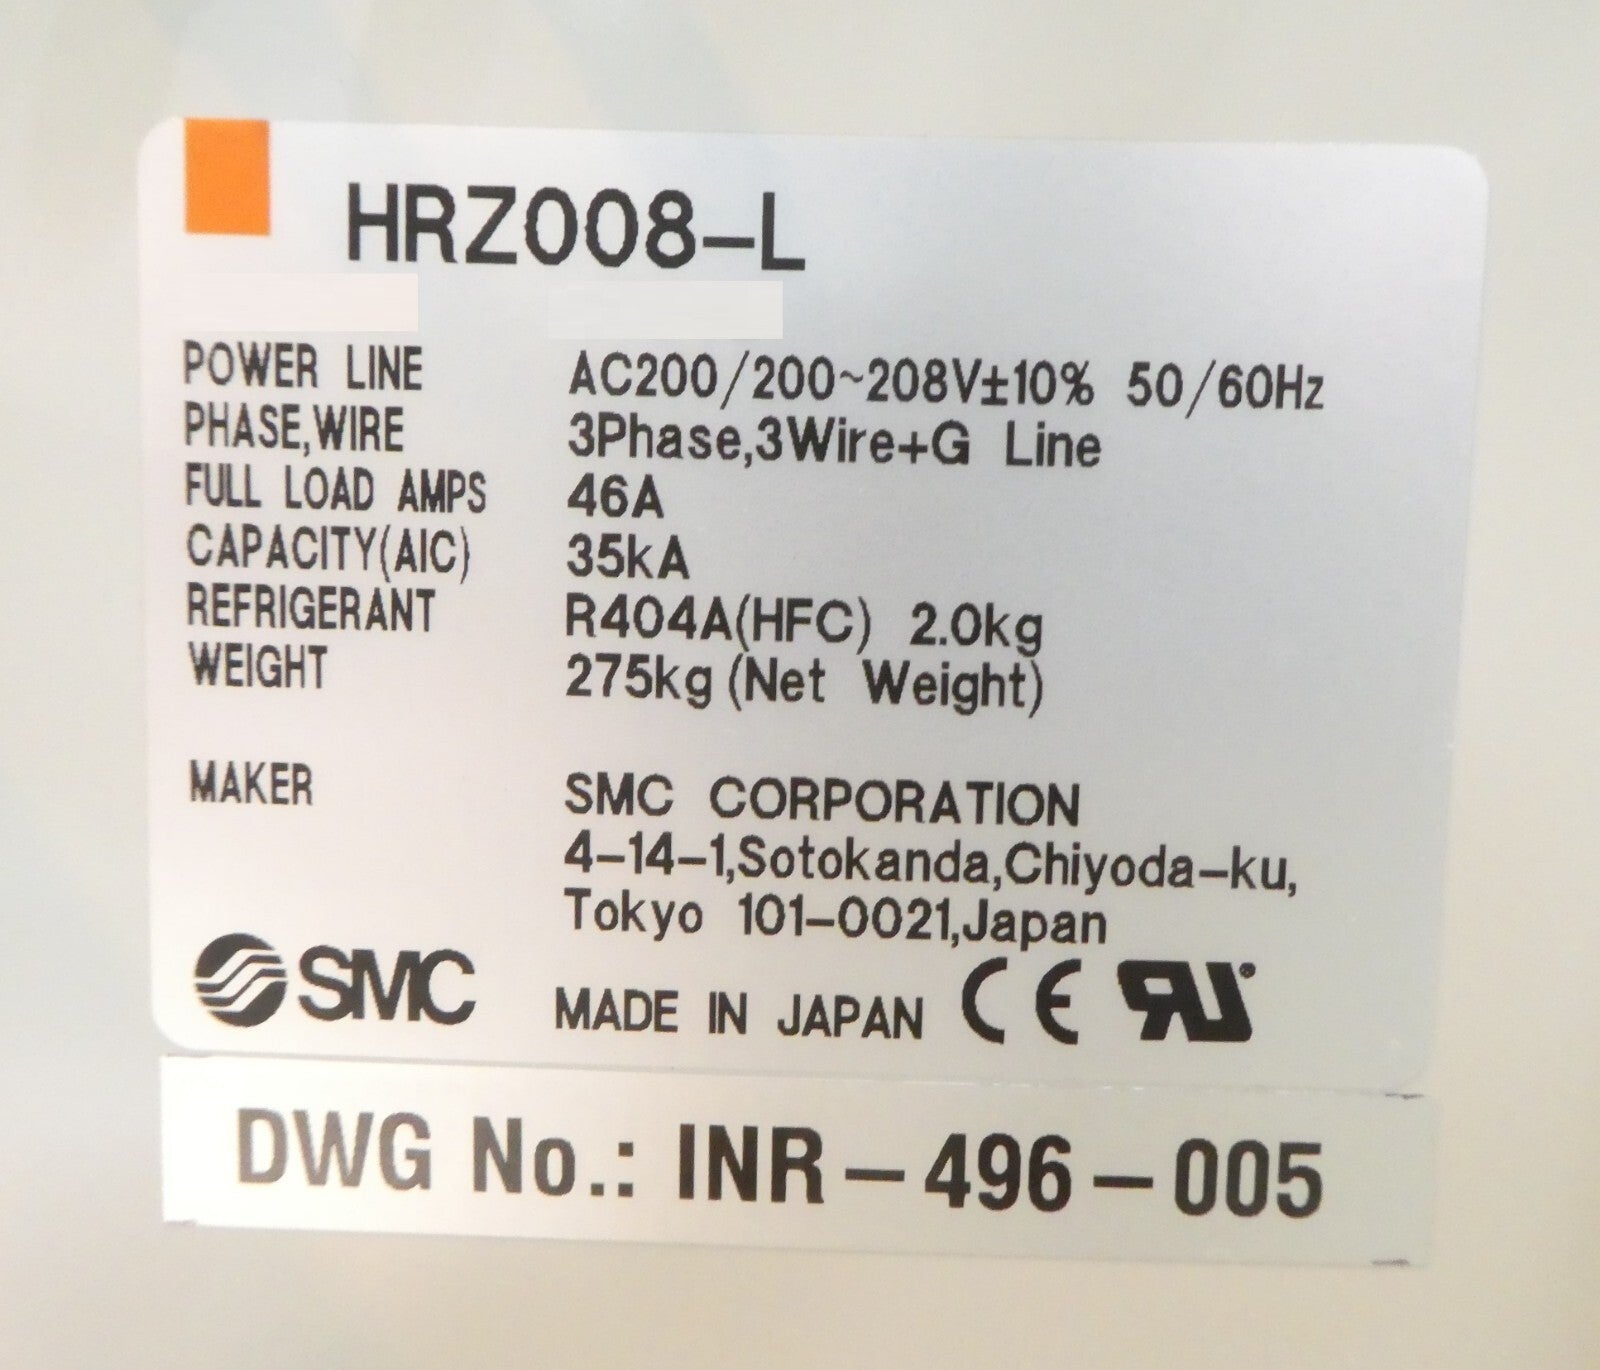 HRZ008-L
POWER LINE AC200/200~208V±10% 50/60Hz
PHASE,WIRE 3Phase,3Wire+G Line
FULL LOAD AMPS 46A
CAPACITY(AIC) 35kA
REFRIGERANT R404A(HFC) 2.0kg
WEIGHT 275kg (Net Weight)
MAKER SMC CORPORATION
4-14-1,Sotokanda,Chiyoda-ku,
Tokyo 101-0021,Japan
SMC MADE IN JAPAN CE RU
DWG No.: INR-496-005